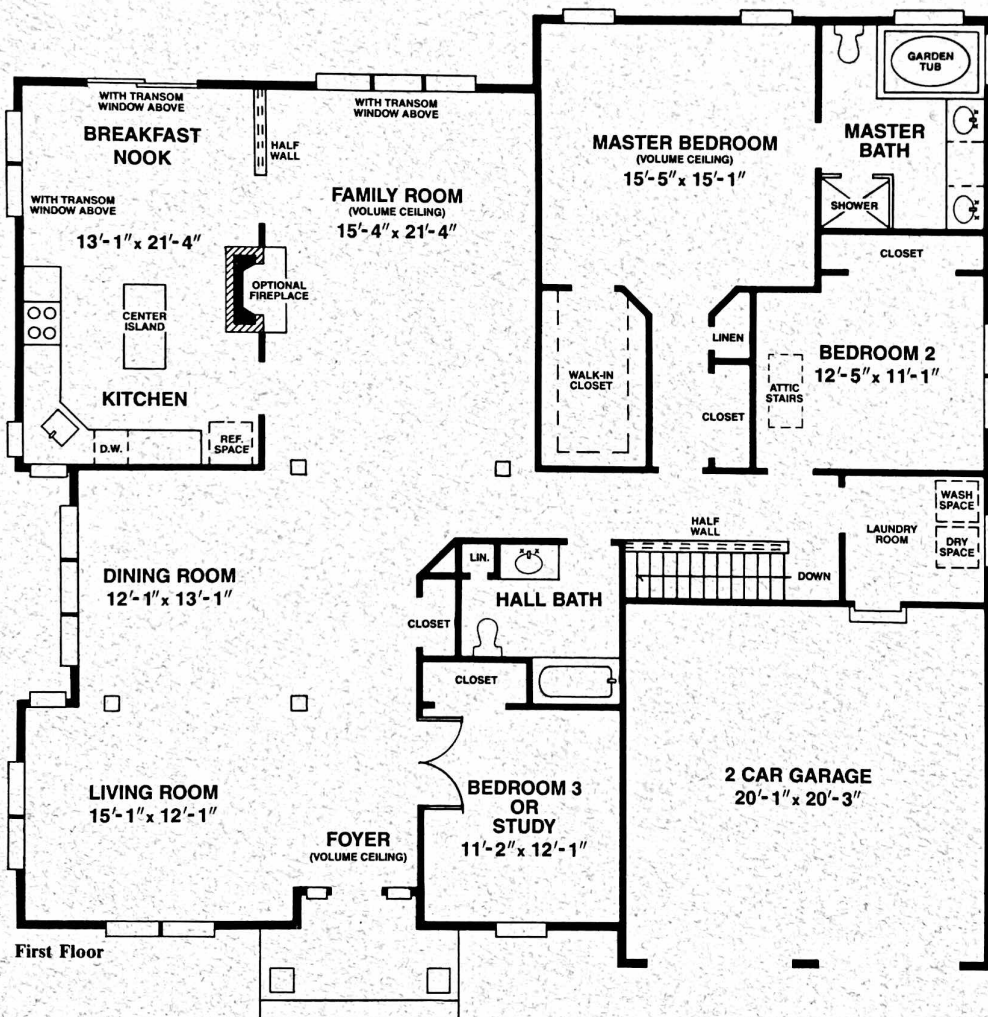 GARDEN
TUB
WITH TRANSOM
WINDOW ABOVE
BREAKFAST
NOOK
HALF
WALL
WITH TRANSOM
WINDOW ABOVE
13'-1" x 21'-4"
WITH TRANSOM
WINDOW ABOVE
FAMILY ROOM
(VOLUME CEILING)
15'-4" x 21'-4"
MASTER BEDROOM
(VOLUME CEILING)
15'-5" x 15'-1"
MASTER
BATH
SHOWER
CLOSET
OPTIONAL
FIREPLACE
CENTER
ISLAND
KITCHEN
D.W.
REF.
SPACE
WALK-IN
CLOSET
LINEN
CLOSET
BEDROOM 2
12'-5" x 11'-1"
ATTIC
STAIRS
WASH
SPACE
DRY
SPACE
LAUNDRY
ROOM
HALF
WALL
DOWN
DINING ROOM
12'-1" x 13'-1"
LIN.
HALL BATH
CLOSET
CLOSET
LIVING ROOM
15'-1" x 12'-1"
FOYER
(VOLUME CEILING)
BEDROOM 3
OR
STUDY
11'-2" x 12'-1"
2 CAR GARAGE
20'-1" x 20'-3"
First Floor